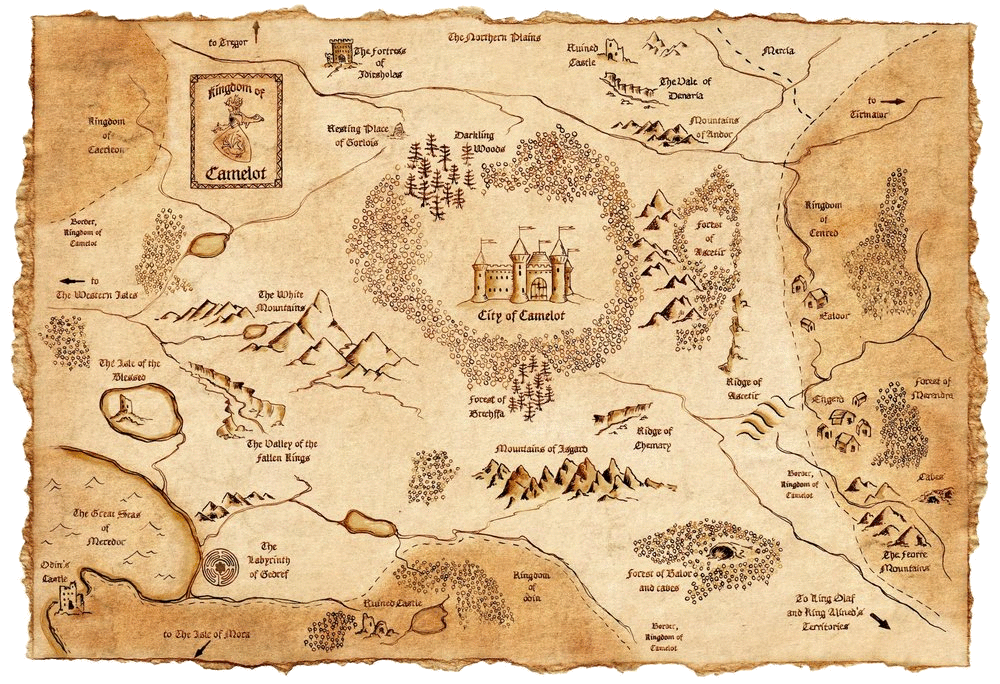 to Tregor
The Northern Plains
The Fortress
of
Idirsholas
Ruined
Castle
Mercia
The Vale of
Denaria
to
Tirmalor
Kingdom of
Camelot
Kingdom
of
Caerleon
Resting Place
of Gorlois
Darkling
Woods
Mountains
of Andor
Border,
Kingdom of
Camelot
Forest
of
Ascetir
Kingdom
of
Cenred
to
The Western Isles
The White
Mountains
City of Camelot
Ealdor
The Isle of the
Blessed
Forest of
Brechfa
Ridge of
Ascetir
Engerd
Forest of
Merendra
The Valley of the
Fallen Kings
Ridge of
Chemary
Mountains of Isgard
Border,
Kingdom of
Camelot
Caves
The Great Seas
of
Meredor
The
Labyrinth
of Gedref
The Feorre
Mountains
Odin's
Castle
Forest of Balor
and caves
Kingdom
of
Odin
Ruined Castle
To King Olaf
and King Alined's
Territories
to The Isle of Mora
Border,
Kingdom of
Camelot